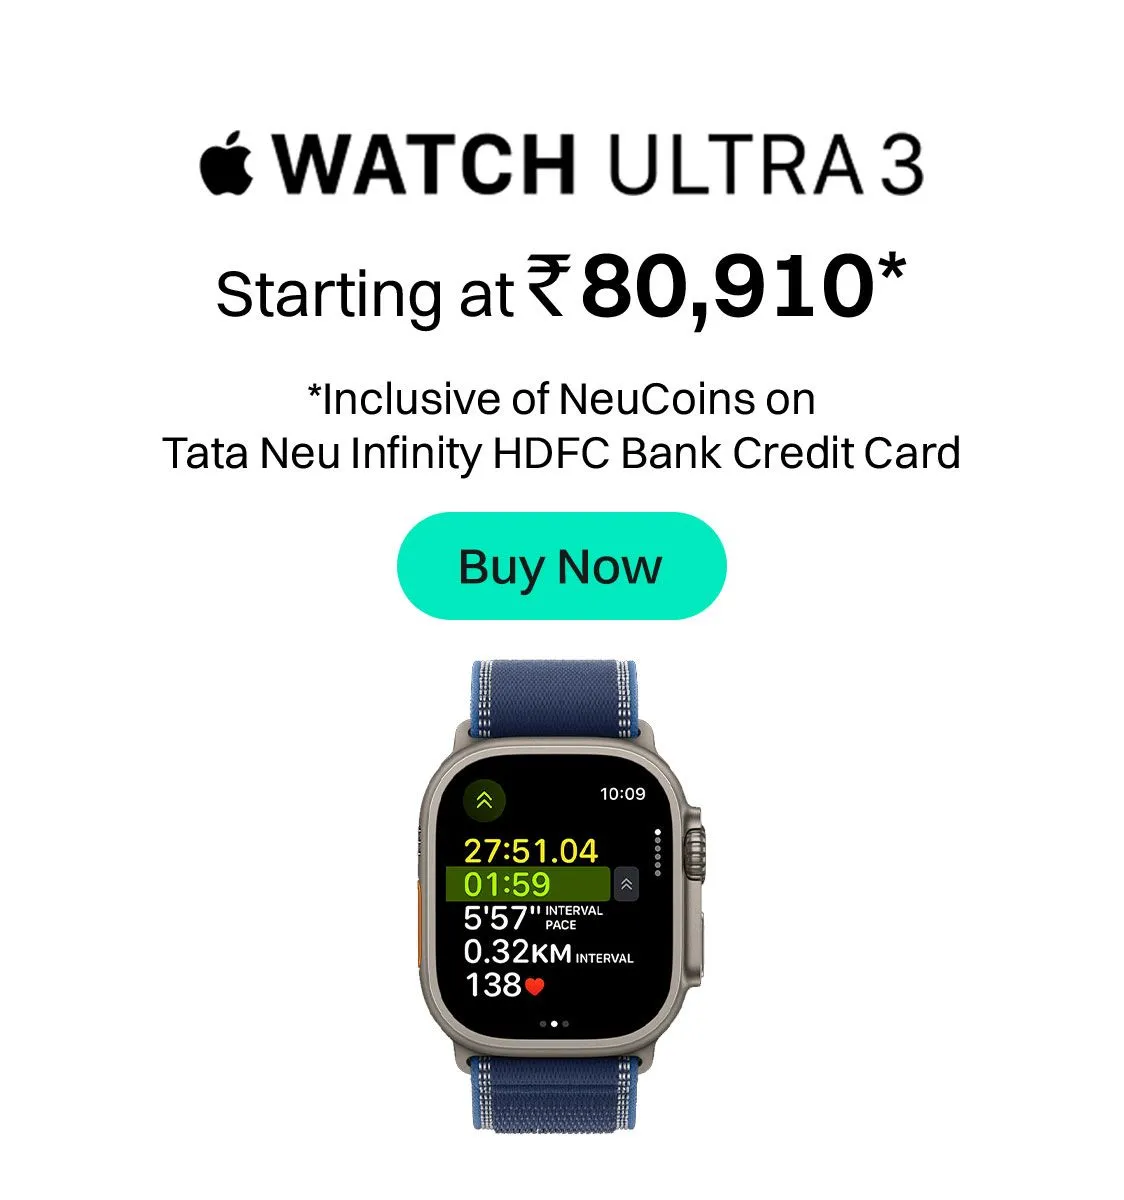 WATCH ULTRA 3
Starting at ₹80,910*
*Inclusive of NeuCoins on
Tata Neu Infinity HDFC Bank Credit Card
Buy Now
10:09
27:51.04
01:59
5'57" INTERVAL PACE
0.32KM INTERVAL
138